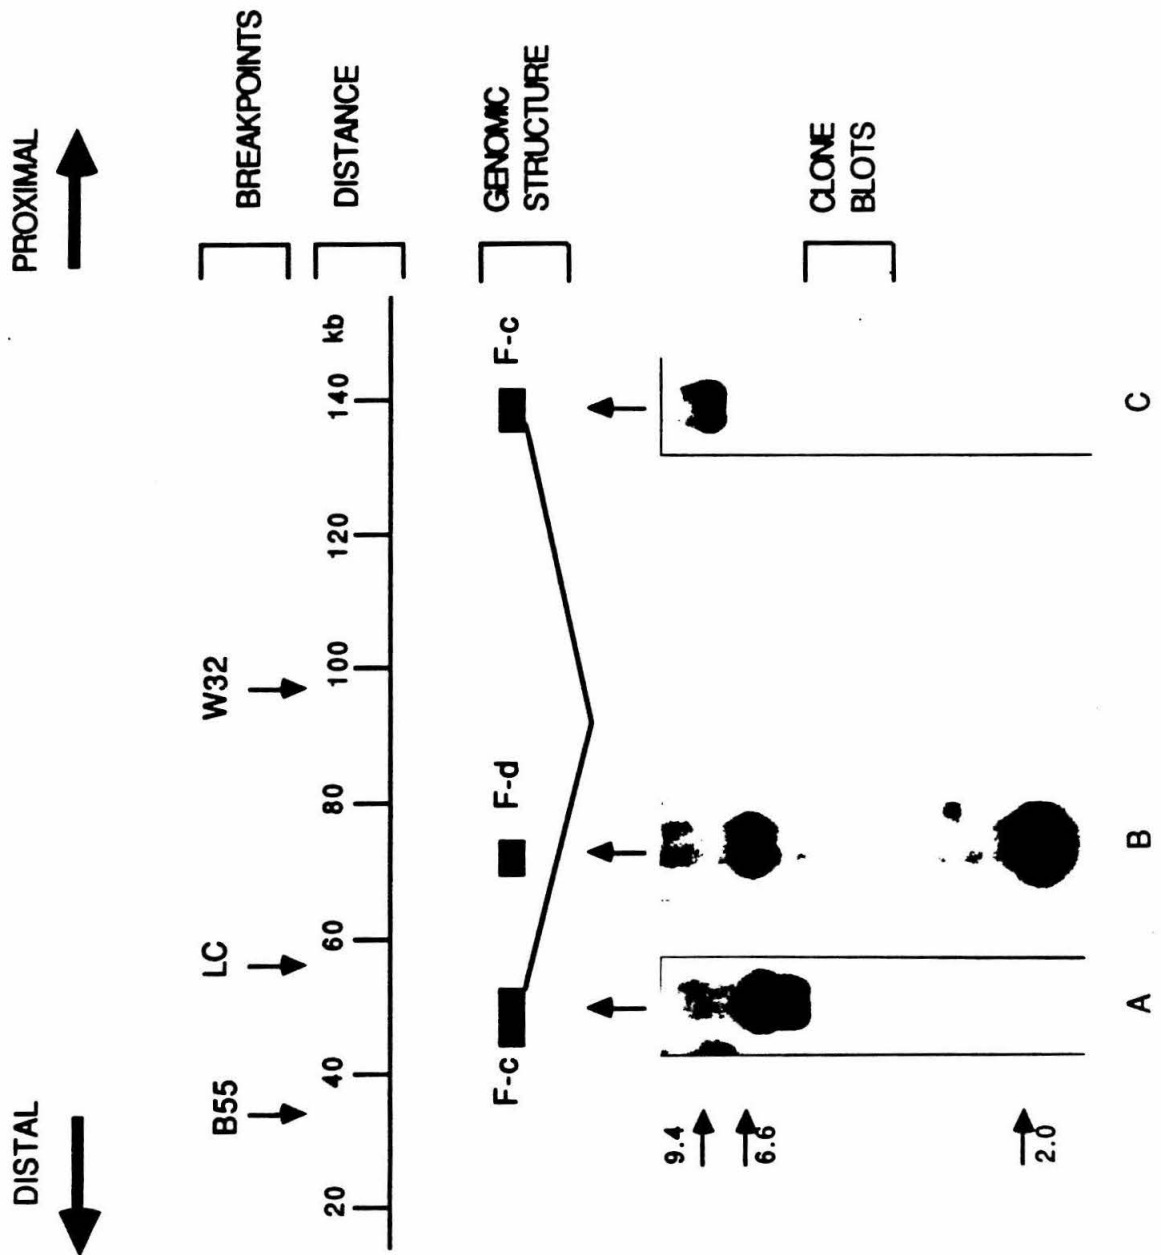 DISTAL
PROXIMAL
B55
LC
W32
BREAKPOINTS
20
40
60
80
100
120
140
kb
DISTANCE
F-c
F-d
F-c
GENOMIC
STRUCTURE
9.4
6.6
2.0
CLONE
BLOTS
A
B
C